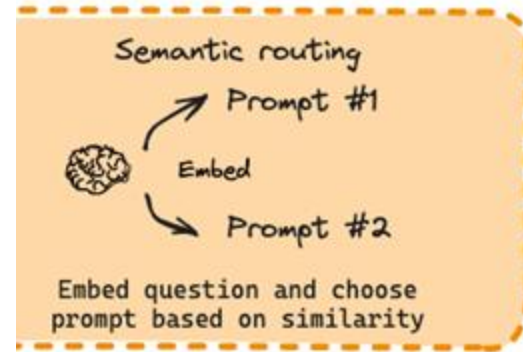 Semantic routing
Prompt #1
Embed
Prompt #2
Embed question and choose
prompt based on similarity